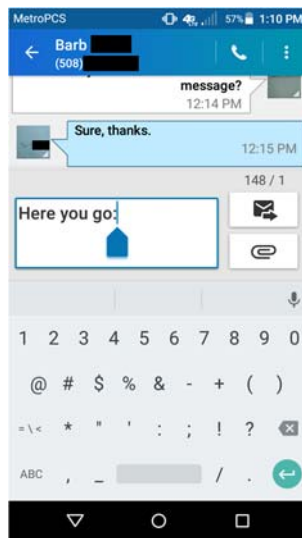 MetroPCS 57% 1:10 PM
Barb
(508)
message?
12:14 PM
Sure, thanks.
12:15 PM
148 / 1
Here you go:
1 2 3 4 5 6 7 8 9 0
@ # $ % & - + ( )
= \ < * " ' : ; ! ?
ABC , _ / .